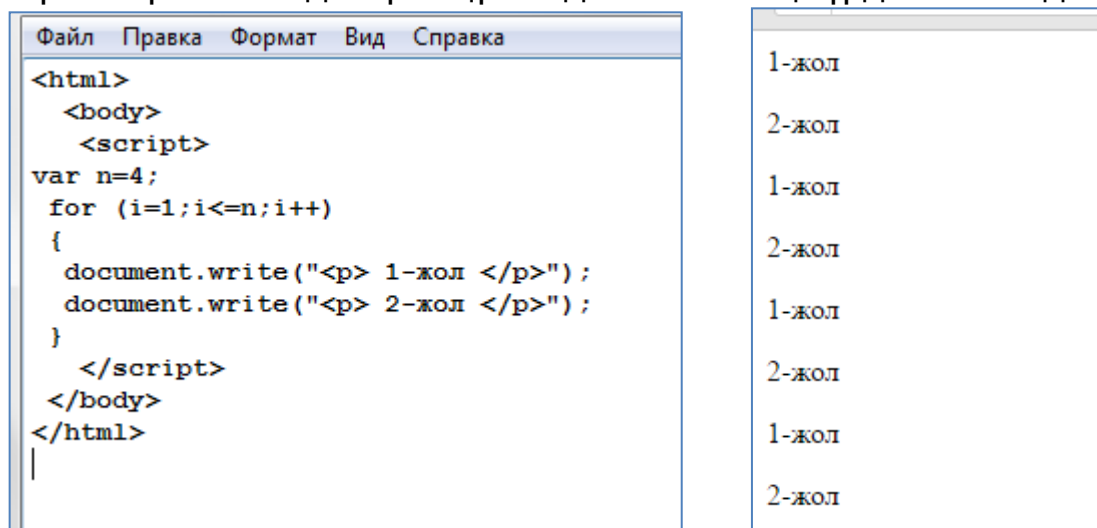 Файл Правка Формат Вид Справка
<html>
<body>
<script>
var n=4;
for (i=1;i<=n;i++)
{
document.write("<p> 1-жол </p>");
document.write("<p> 2-жол </p>");
}
</script>
</body>
</html>
1-жол
2-жол
1-жол
2-жол
1-жол
2-жол
1-жол
2-жол